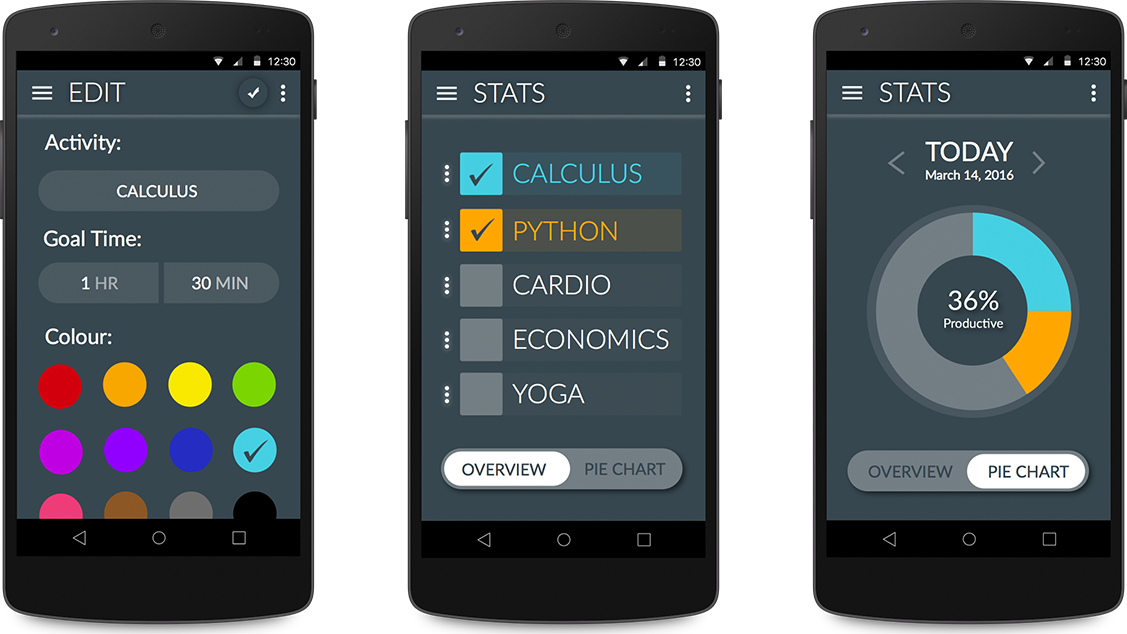 12:30
EDIT
Activity:
CALCULUS
Goal Time:
1 HR 30 MIN
Colour:
12:30
STATS
CALCULUS
PYTHON
CARDIO
ECONOMICS
YOGA
OVERVIEW PIE CHART
12:30
STATS
TODAY
March 14, 2016
36%
Productive
OVERVIEW PIE CHART